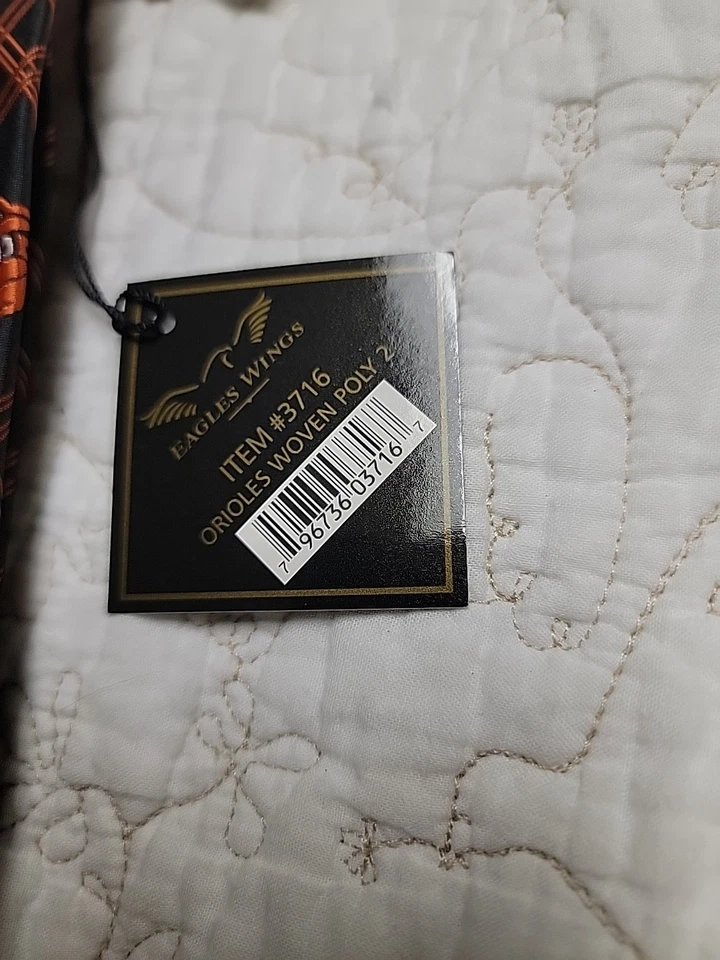 EAGLES WINGS
ITEM #3716
ORIOLES WOVEN POLY 2
7 96736 03716 7